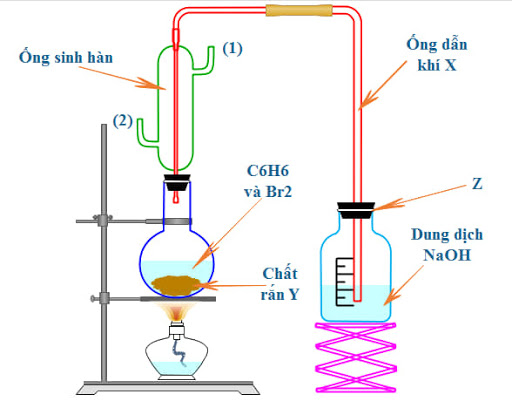 Ống sinh hàn
(1)
(2)
Ống dẫn
khí X
C6H6
và Br2
Z
Dung dịch
NaOH
Chất
rắn Y